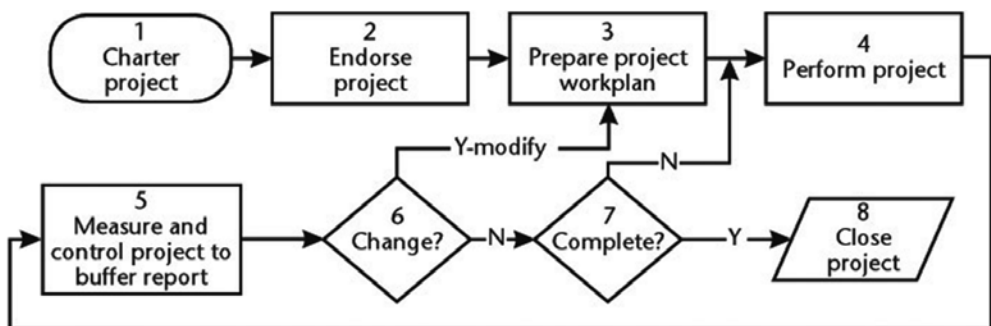 1
Charter
project
2
Endorse
project
3
Prepare project
workplan
4
Perform project
Y-modify
N
5
Measure and
control project to
buffer report
6
Change?
N
7
Complete?
Y
8
Close
project